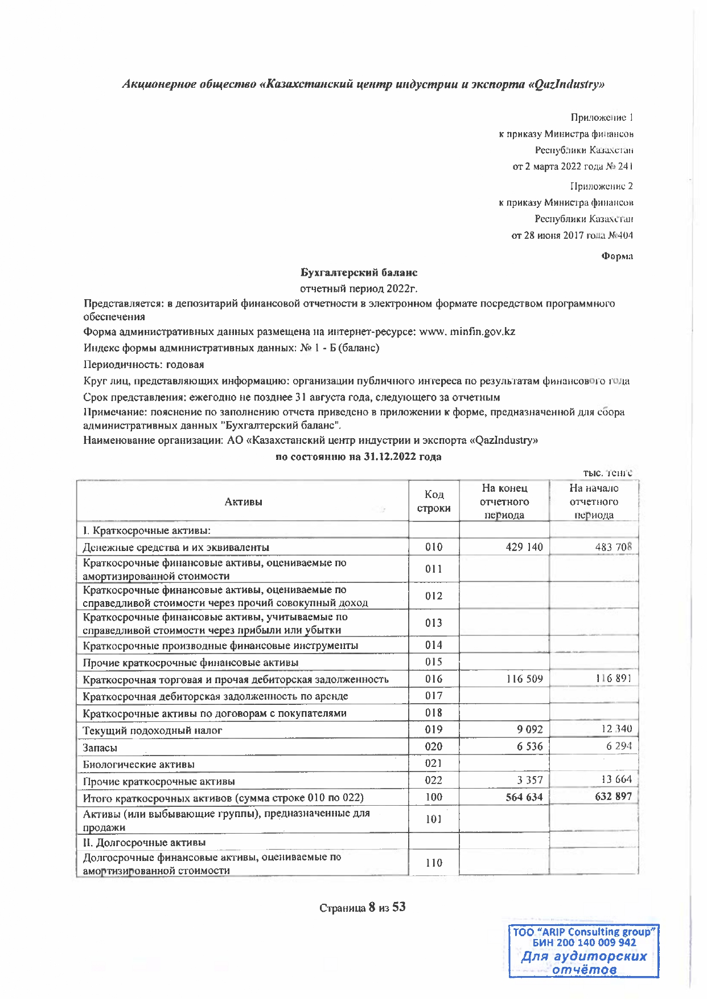 Акционерное общество «Казахстанский центр индустрии и экспорта «QazIndustry»
Приложение 1
к приказу Министра финансов
Республики Казахстан
от 2 марта 2022 года № 241
Приложение 2
к приказу Министра финансов
Республики Казахстан
от 28 июня 2017 года №404
Форма
Бухгалтерский баланс
отчетный период 2022г.
Представляется: в депозитарий финансовой отчетности в электронном формате посредством программного
обеспечения
Форма административных данных размещена на интернет-ресурсе: www. minfin.gov.kz
Индекс формы административных данных: № 1 - Б (баланс)
Периодичность: годовая
Круг лиц, представляющих информацию: организации публичного интереса по результатам финансового года
Срок представления: ежегодно не позднее 31 августа года, следующего за отчетным
Примечание: пояснение по заполнению отчета приведено в приложении к форме, предназначенной для сбора
административных данных "Бухгалтерский баланс".
Наименование организации: АО «Казахстанский центр индустрии и экспорта «QazIndustry»
по состоянию на 31.12.2022 года
тыс. тенге
Активы Код строки На конец отчетного периода На начало отчетного периода
I. Краткосрочные активы:
Денежные средства и их эквиваленты 010 429 140 483 708
Краткосрочные финансовые активы, оцениваемые по
амортизированной стоимости 011
Краткосрочные финансовые активы, оцениваемые по
справедливой стоимости через прочий совокупный доход 012
Краткосрочные финансовые активы, учитываемые по
справедливой стоимости через прибыли или убытки 013
Краткосрочные производные финансовые инструменты 014
Прочие краткосрочные финансовые активы 015
Краткосрочная торговая и прочая дебиторская задолженность 016 116 509 116 891
Краткосрочная дебиторская задолженность по аренде 017
Краткосрочные активы по договорам с покупателями 018
Текущий подоходный налог 019 9 092 12 340
Запасы 020 6 536 6 294
Биологические активы 021
Прочие краткосрочные активы 022 3 357 13 664
Итого краткосрочных активов (сумма строке 010 по 022) 100 564 634 632 897
Активы (или выбывающие группы), предназначенные для
продажи 101
II. Долгосрочные активы
Долгосрочные финансовые активы, оцениваемые по
амортизированной стоимости 110
Страница 8 из 53
ТОО "ARIP Consulting group"
БИН 200 140 009 942
Для аудиторских
отчётов